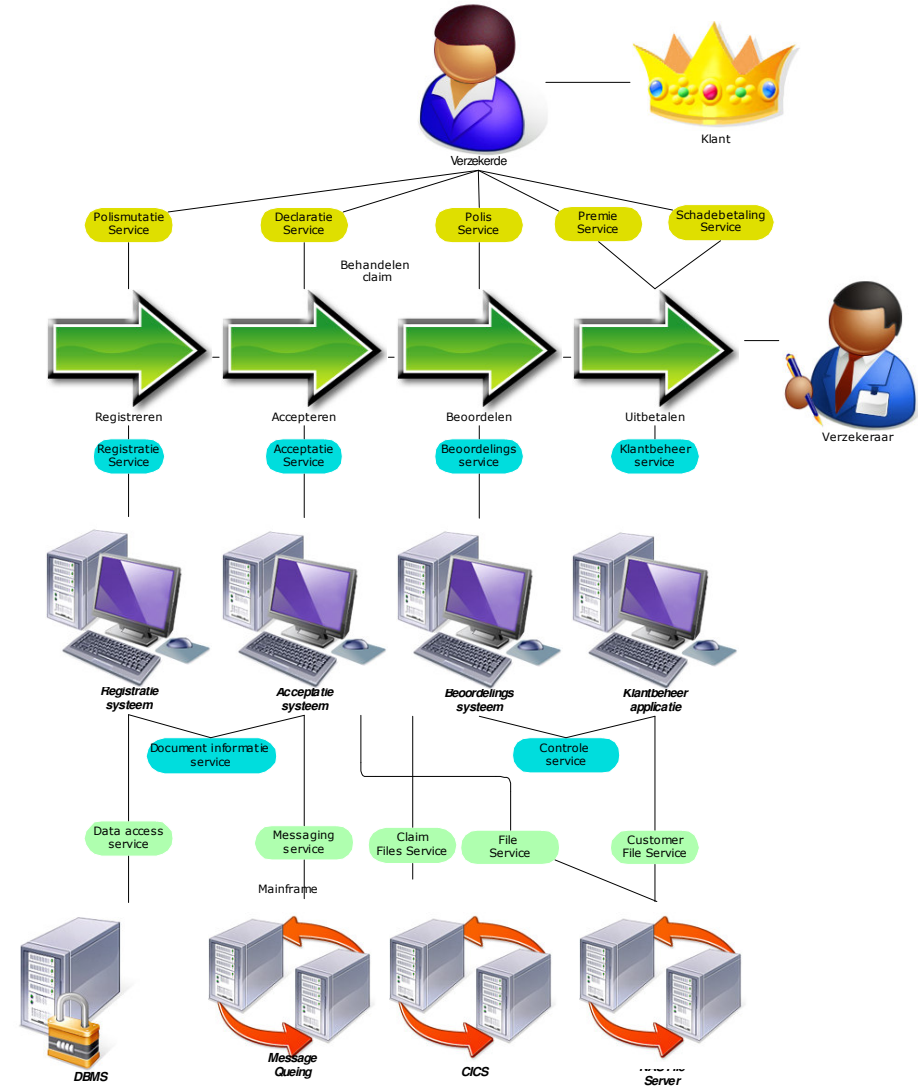 Klant
Verzekerde
Polismutatie
Service
Declaratie
Service
Polis
Service
Premie
Service
Schadebetaling
Service
Behandelen
claim
Registreren
Accepteren
Beoordelen
Uitbetalen
Verzekeraar
Registratie
Service
Acceptatie
Service
Beoordelings
service
Klantbeheer
service
Registratie
systeem
Acceptatie
systeem
Beoordelings
systeem
Klantbeheer
applicatie
Document informatie
service
Controle
service
Data access
service
Messaging
service
Claim
Files Service
File
Service
Customer
File Service
Mainframe
DBMS
Message
Queing
CICS
Server